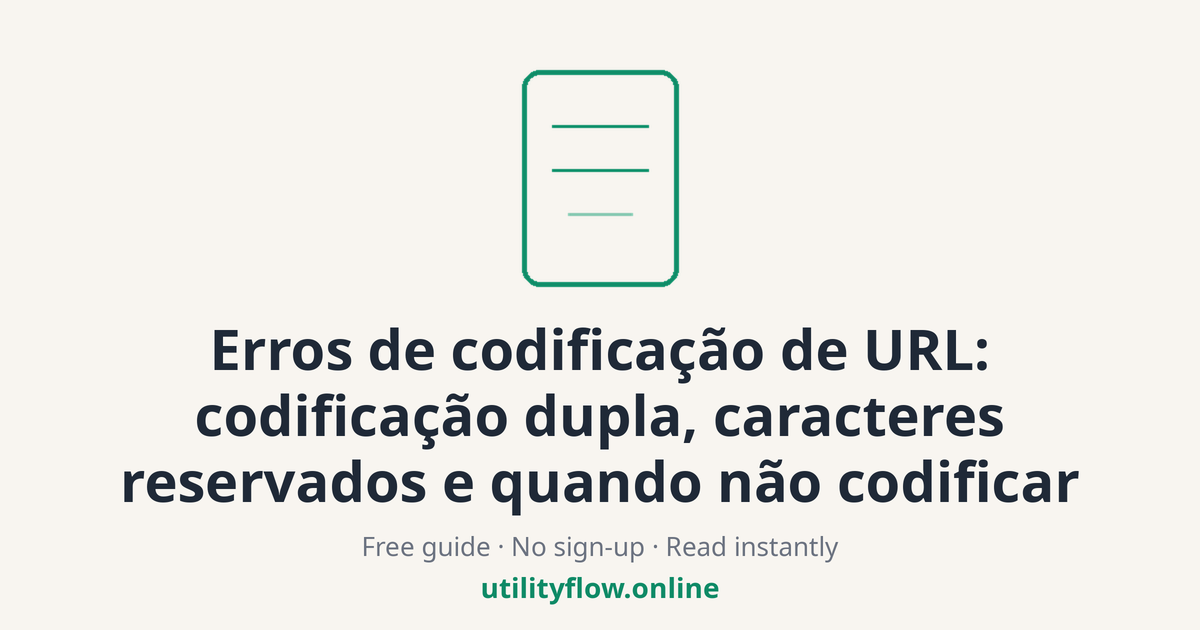 Erros de codificação de URL:
codificação dupla, caracteres
reservados e quando não codificar
Free guide · No sign-up · Read instantly
utilityflow.online